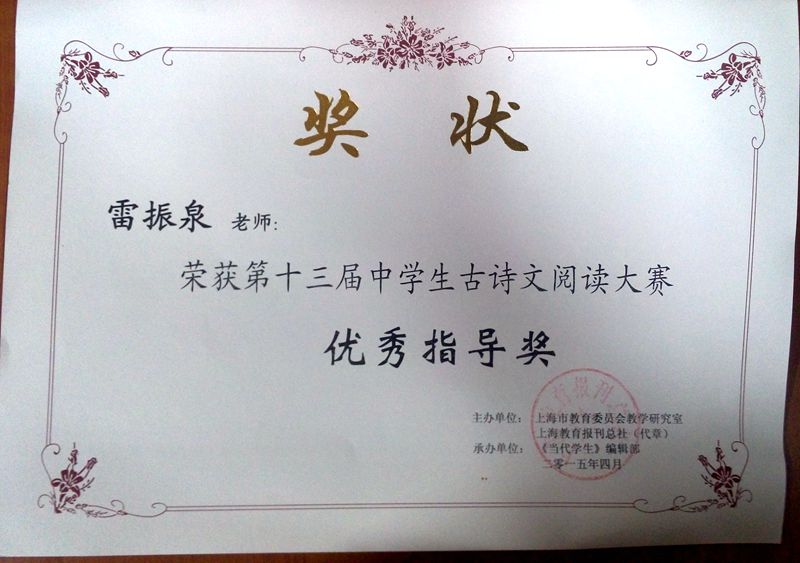 奖 状
雷振泉 老师:
荣获第十三届中学生古诗文阅读大赛
优秀指导奖
主办单位: 上海市教育委员会教学研究室
上海教育报刊总社(代章)
承办单位: 《当代学生》编辑部
二零一五年四月